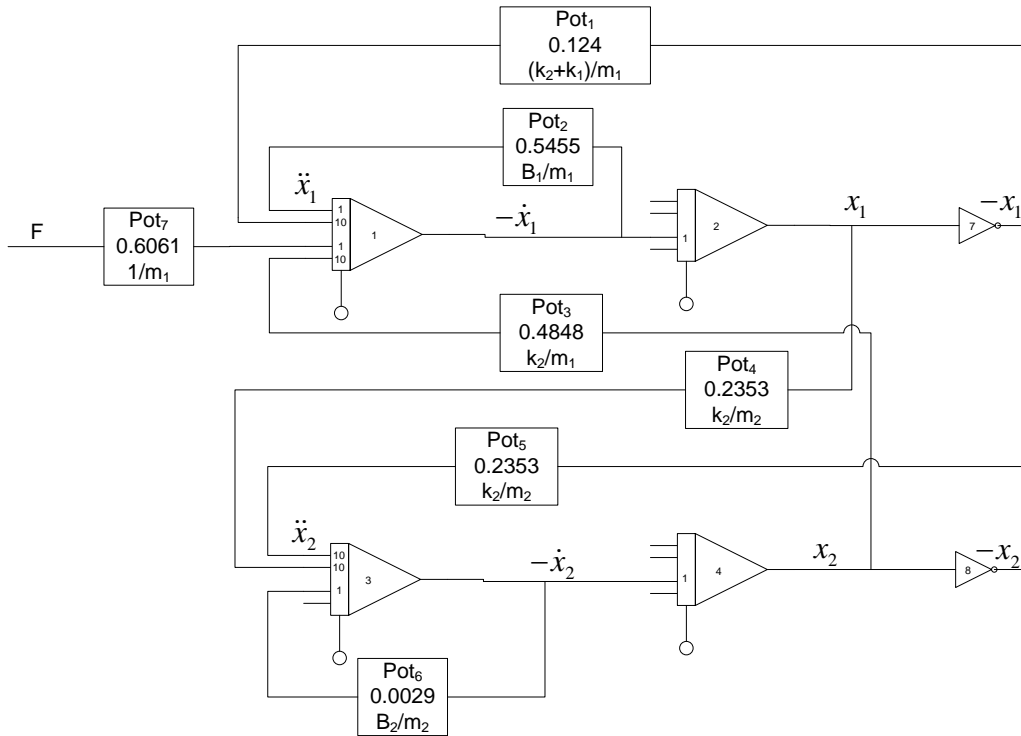 Pot₁
0.124
(k₂+k₁)/m₁
Pot₂
0.5455
B₁/m₁
ẍ₁
−ẋ₁
x₁
−x₁
F
Pot₇
0.6061
1/m₁
1
10
1
10
1
1
2
7
Pot₃
0.4848
k₂/m₁
Pot₄
0.2353
k₂/m₂
Pot₅
0.2353
k₂/m₂
ẍ₂
−ẋ₂
x₂
−x₂
10
10
1
3
1
4
8
Pot₆
0.0029
B₂/m₂